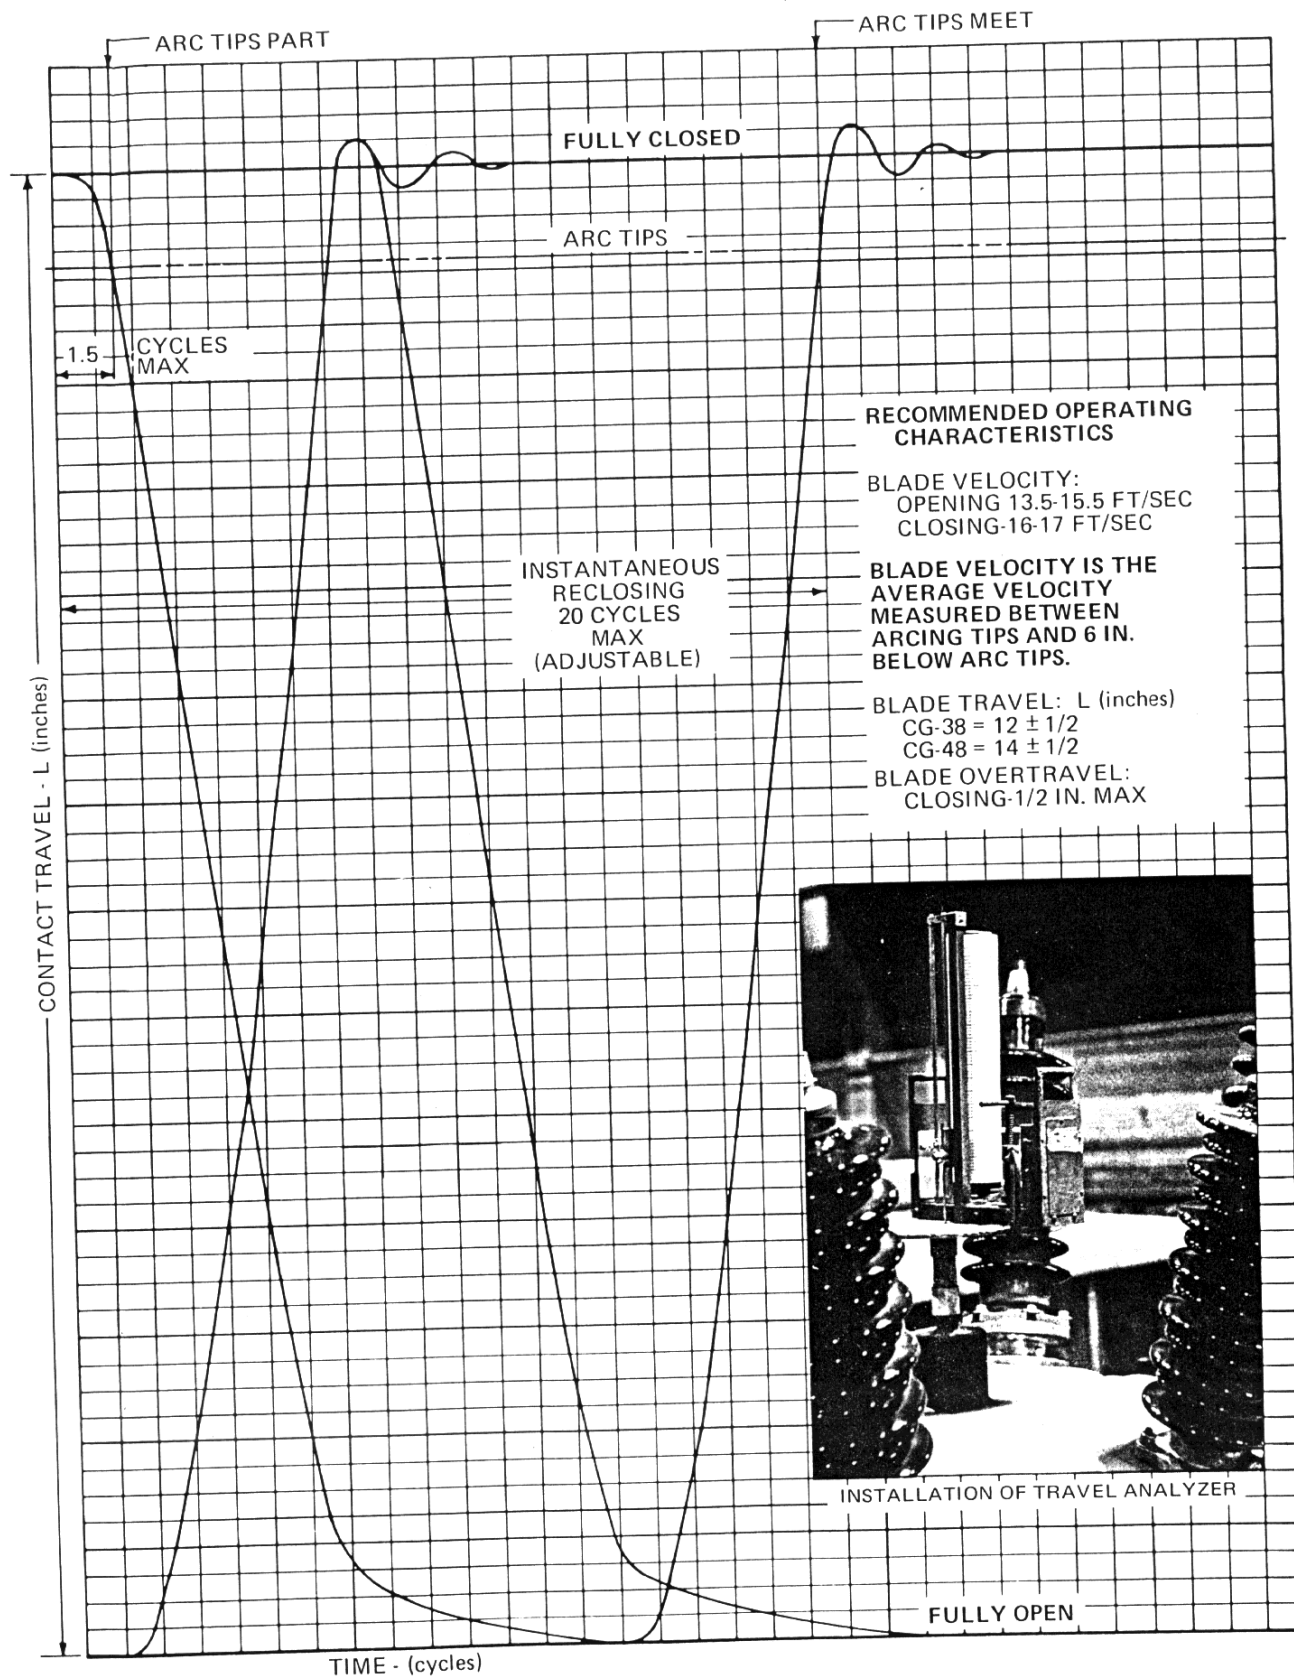 ARC TIPS PART
ARC TIPS MEET
FULLY CLOSED
ARC TIPS
1.5 CYCLES
MAX
RECOMMENDED OPERATING
CHARACTERISTICS
BLADE VELOCITY:
OPENING 13.5-15.5 FT/SEC
CLOSING-16-17 FT/SEC
BLADE VELOCITY IS THE
AVERAGE VELOCITY
MEASURED BETWEEN
ARCING TIPS AND 6 IN.
BELOW ARC TIPS.
BLADE TRAVEL: L (inches)
CG-38 = 12 ± 1/2
CG-48 = 14 ± 1/2
BLADE OVERTRAVEL:
CLOSING-1/2 IN. MAX
INSTANTANEOUS
RECLOSING
20 CYCLES
MAX
(ADJUSTABLE)
CONTACT TRAVEL - L (inches)
INSTALLATION OF TRAVEL ANALYZER
FULLY OPEN
TIME - (cycles)